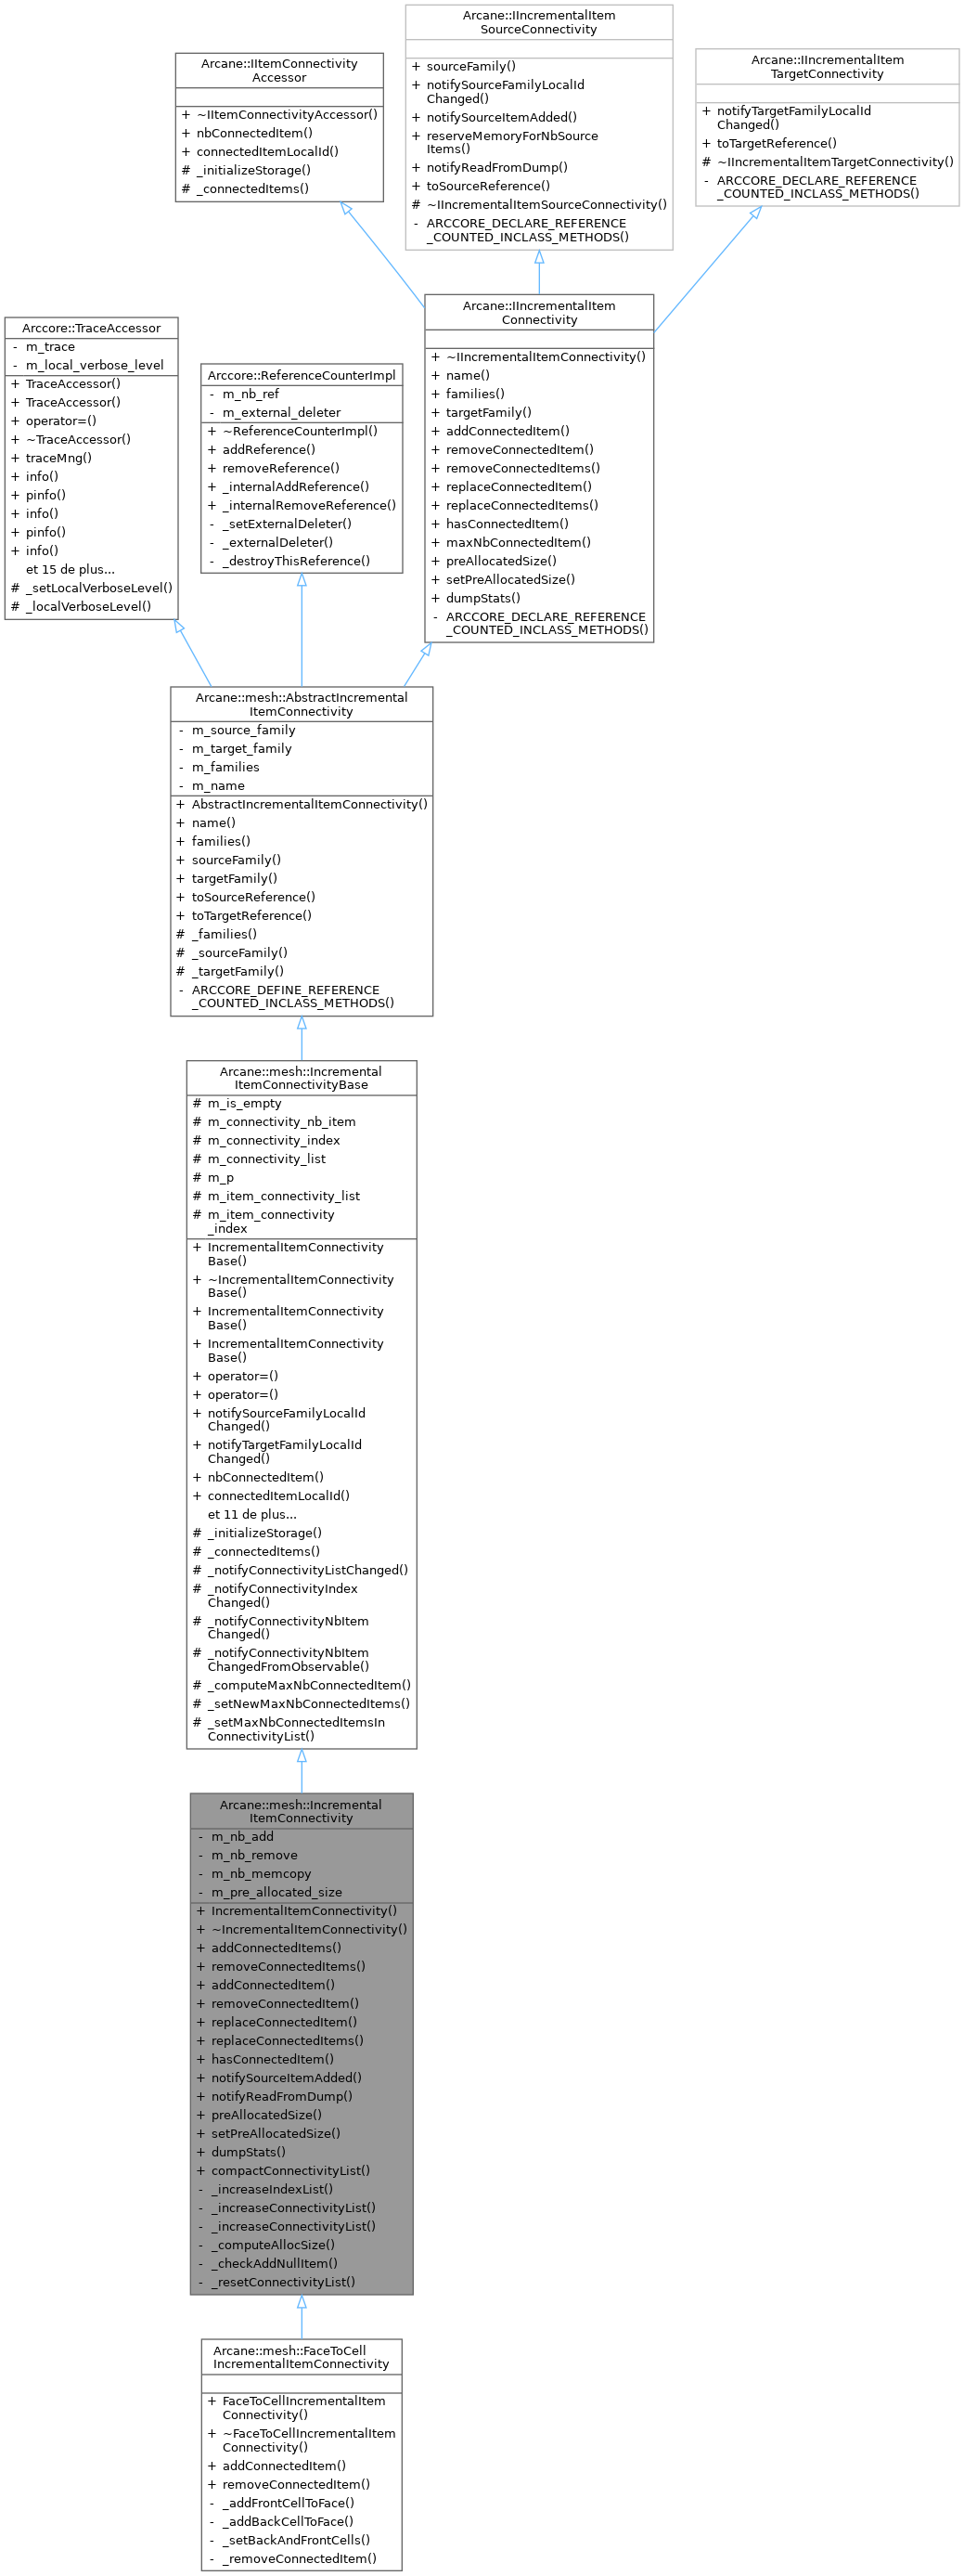 Arcane::IItemConnectivity
Accessor
+ ~IItemConnectivityAccessor()
+ nbConnectedItem()
+ connectedItemLocalId()
# _initializeStorage()
# _connectedItems()
Arcane::IIncrementalItem
SourceConnectivity
+ sourceFamily()
+ notifySourceFamilyLocalId
Changed()
+ notifySourceItemAdded()
+ reserveMemoryForNbSource
Items()
+ notifyReadFromDump()
+ toSourceReference()
# ~IIncrementalItemSourceConnectivity()
- ARCCORE_DECLARE_REFERENCE
_COUNTED_INCLASS_METHODS()
Arcane::IIncrementalItem
TargetConnectivity
+ notifyTargetFamilyLocalId
Changed()
+ toTargetReference()
# ~IIncrementalItemTargetConnectivity()
- ARCCORE_DECLARE_REFERENCE
_COUNTED_INCLASS_METHODS()
Arccore::TraceAccessor
- m_trace
- m_local_verbose_level
+ TraceAccessor()
+ TraceAccessor()
+ operator=()
+ ~TraceAccessor()
+ traceMng()
+ info()
+ pinfo()
+ info()
+ pinfo()
+ info()
et 15 de plus...
# _setLocalVerboseLevel()
# _localVerboseLevel()
Arccore::ReferenceCounterImpl
- m_nb_ref
- m_external_deleter
+ ~ReferenceCounterImpl()
+ addReference()
+ removeReference()
+ _internalAddReference()
+ _internalRemoveReference()
- _setExternalDeleter()
- _externalDeleter()
- _destroyThisReference()
Arcane::IIncrementalItem
Connectivity
+ ~IIncrementalItemConnectivity()
+ name()
+ families()
+ targetFamily()
+ addConnectedItem()
+ removeConnectedItem()
+ removeConnectedItems()
+ replaceConnectedItem()
+ replaceConnectedItems()
+ hasConnectedItem()
+ maxNbConnectedItem()
+ preAllocatedSize()
+ setPreAllocatedSize()
+ dumpStats()
- ARCCORE_DECLARE_REFERENCE
_COUNTED_INCLASS_METHODS()
Arcane::mesh::AbstractIncremental
ItemConnectivity
- m_source_family
- m_target_family
- m_families
- m_name
+ AbstractIncrementalItemConnectivity()
+ name()
+ families()
+ sourceFamily()
+ targetFamily()
+ toSourceReference()
+ toTargetReference()
# _families()
# _sourceFamily()
# _targetFamily()
- ARCCORE_DEFINE_REFERENCE
_COUNTED_INCLASS_METHODS()
Arcane::mesh::Incremental
ItemConnectivityBase
# m_is_empty
# m_connectivity_nb_item
# m_connectivity_index
# m_connectivity_list
# m_p
# m_item_connectivity_list
# m_item_connectivity
_index
+ IncrementalItemConnectivity
Base()
+ ~IncrementalItemConnectivity
Base()
+ IncrementalItemConnectivity
Base()
+ IncrementalItemConnectivity
Base()
+ operator=()
+ operator=()
+ notifySourceFamilyLocalId
Changed()
+ notifyTargetFamilyLocalId
Changed()
+ nbConnectedItem()
+ connectedItemLocalId()
et 11 de plus...
# _initializeStorage()
# _connectedItems()
# _notifyConnectivityListChanged()
# _notifyConnectivityIndex
Changed()
# _notifyConnectivityNbItem
Changed()
# _notifyConnectivityNbItem
ChangedFromObservable()
# _computeMaxNbConnectedItem()
# _setNewMaxNbConnectedItems()
# _setMaxNbConnectedItemsIn
ConnectivityList()
Arcane::mesh::Incremental
ItemConnectivity
- m_nb_add
- m_nb_remove
- m_nb_memcopy
- m_pre_allocated_size
+ IncrementalItemConnectivity()
+ ~IncrementalItemConnectivity()
+ addConnectedItems()
+ removeConnectedItems()
+ addConnectedItem()
+ removeConnectedItem()
+ replaceConnectedItem()
+ replaceConnectedItems()
+ hasConnectedItem()
+ notifySourceItemAdded()
+ notifyReadFromDump()
+ preAllocatedSize()
+ setPreAllocatedSize()
+ dumpStats()
+ compactConnectivityList()
- _increaseIndexList()
- _increaseConnectivityList()
- _increaseConnectivityList()
- _computeAllocSize()
- _checkAddNullItem()
- _resetConnectivityList()
Arcane::mesh::FaceToCell
IncrementalItemConnectivity
+ FaceToCellIncrementalItem
Connectivity()
+ ~FaceToCellIncrementalItem
Connectivity()
+ addConnectedItem()
+ removeConnectedItem()
- _addFrontCellToFace()
- _addBackCellToFace()
- _setBackAndFrontCells()
- _removeConnectedItem()